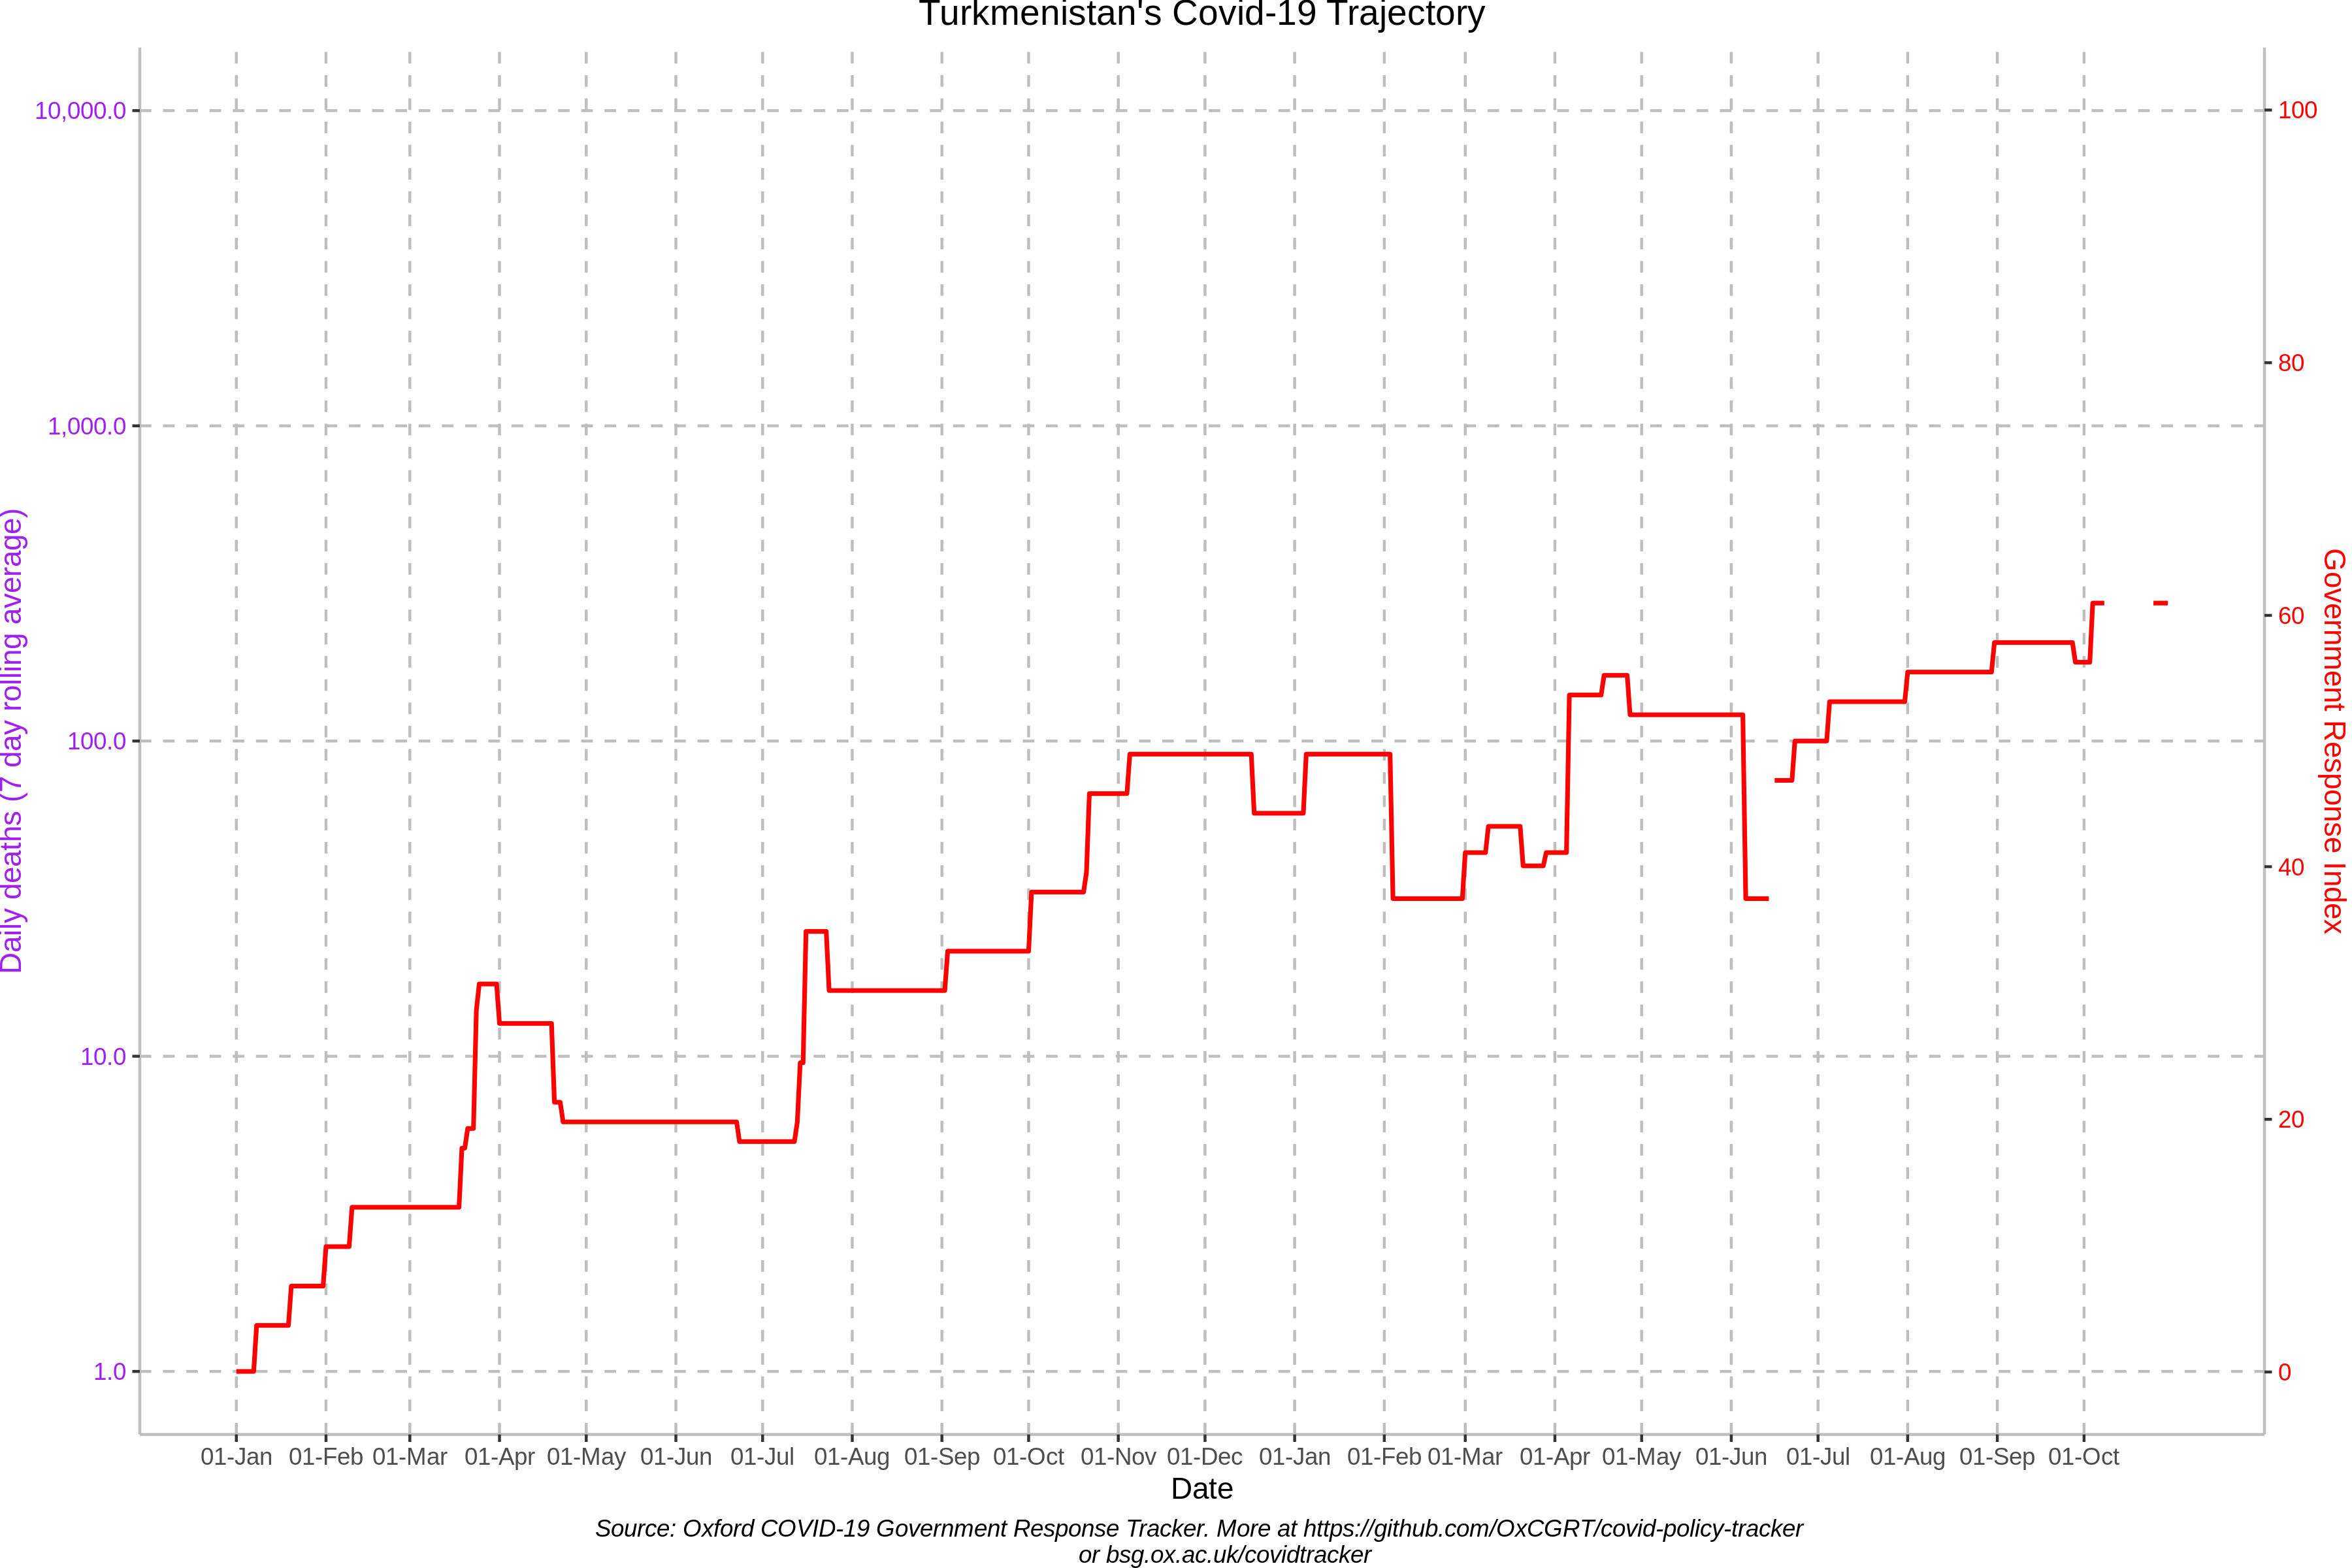 Turkmenistan's Covid-19 Trajectory
10,000.0
1,000.0
100.0
10.0
1.0
Daily deaths (7 day rolling average)
100
80
60
40
20
0
Government Response Index
01-Jan 01-Feb 01-Mar 01-Apr 01-May 01-Jun 01-Jul 01-Aug 01-Sep 01-Oct 01-Nov 01-Dec 01-Jan 01-Feb 01-Mar 01-Apr 01-May 01-Jun 01-Jul 01-Aug 01-Sep 01-Oct
Date
Source: Oxford COVID-19 Government Response Tracker. More at https://github.com/OxCGRT/covid-policy-tracker
or bsg.ox.ac.uk/covidtracker